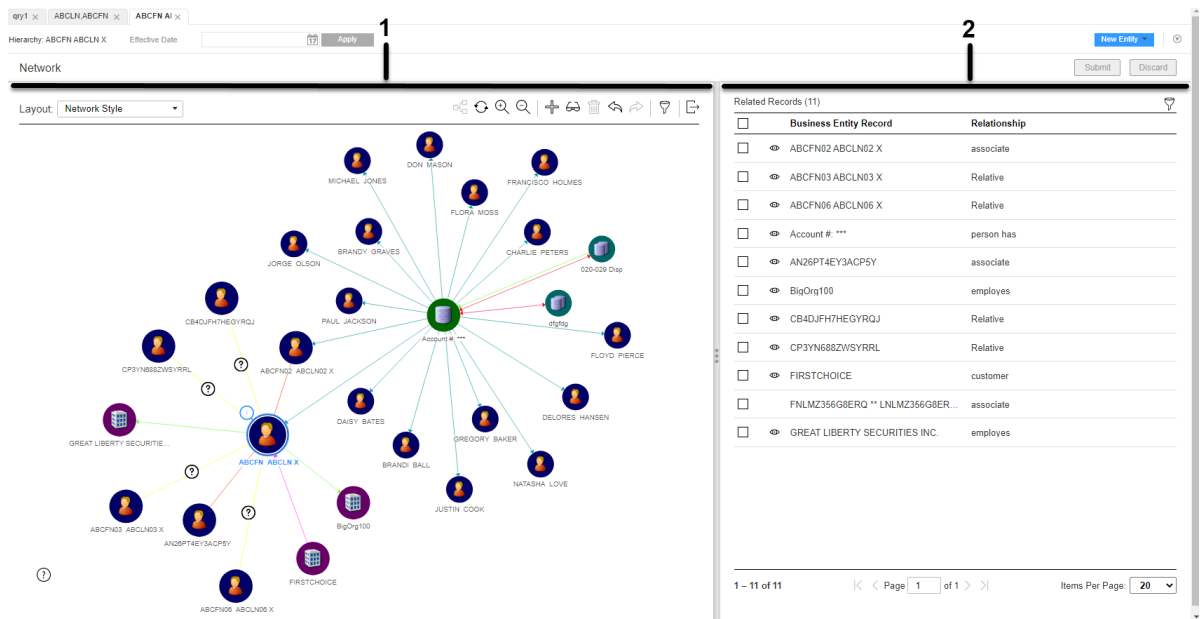 qry1 × ABCLN,ABCFN × ABCFN AI ×
1
2
Hierarchy: ABCFN ABCLN X Effective Date 17 Apply New Entity
Network Submit Discard
Layout: Network Style
DON MASON
MICHAEL JONES
FRANCISCO HOLMES
FLORA MOSS
BRANDY GRAVES
CHARLIE PETERS
JORGE OLSON
020-029 Disp
CB4DJFH7HEGYRQJ
PAUL JACKSON
dfgfdg
Account #: ***
FLOYD PIERCE
CP3YN688ZWSYRRL
?
ABCFN02 ABCLN02 X
?
DAISY BATES
DELORES HANSEN
GREAT LIBERTY SECURITIE...
GREGORY BAKER
ABCFN ABCLN X
BRANDI BALL
?
NATASHA LOVE
JUSTIN COOK
?
ABCFN03 ABCLN03 X
BigOrg100
AN26PT4EY3ACP5Y
?
FIRSTCHOICE
ABCFN06 ABCLN06 X
Related Records (11)
Business Entity Record Relationship
ABCFN02 ABCLN02 X associate
ABCFN03 ABCLN03 X Relative
ABCFN06 ABCLN06 X Relative
Account #: *** person has
AN26PT4EY3ACP5Y associate
BigOrg100 employes
CB4DJFH7HEGYRQJ Relative
CP3YN688ZWSYRRL Relative
FIRSTCHOICE customer
FNLMZ356G8ERQ ** LNLMZ356G8ER... associate
GREAT LIBERTY SECURITIES INC. employes
1 – 11 of 11 |< < Page 1 of 1 > >| Items Per Page: 20